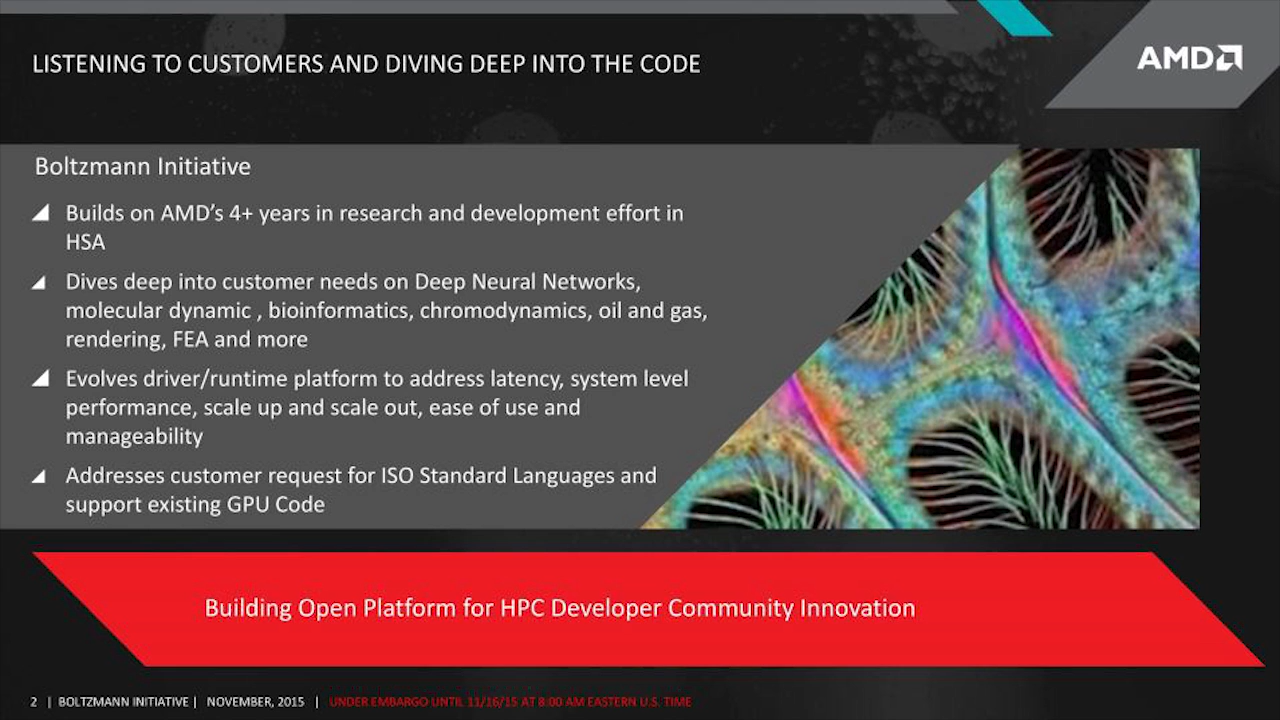 LISTENING TO CUSTOMERS AND DIVING DEEP INTO THE CODE
AMD
Boltzmann Initiative
Builds on AMD’s 4+ years in research and development effort in
HSA
Dives deep into customer needs on Deep Neural Networks,
molecular dynamic , bioinformatics, chromodynamics, oil and gas,
rendering, FEA and more
Evolves driver/runtime platform to address latency, system level
performance, scale up and scale out, ease of use and
manageability
Addresses customer request for ISO Standard Languages and
support existing GPU Code
Building Open Platform for HPC Developer Community Innovation
2 | BOLTZMANN INITIATIVE | NOVEMBER, 2015 | UNDER EMBARGO UNTIL 11/16/15 AT 8:00 AM EASTERN U.S. TIME